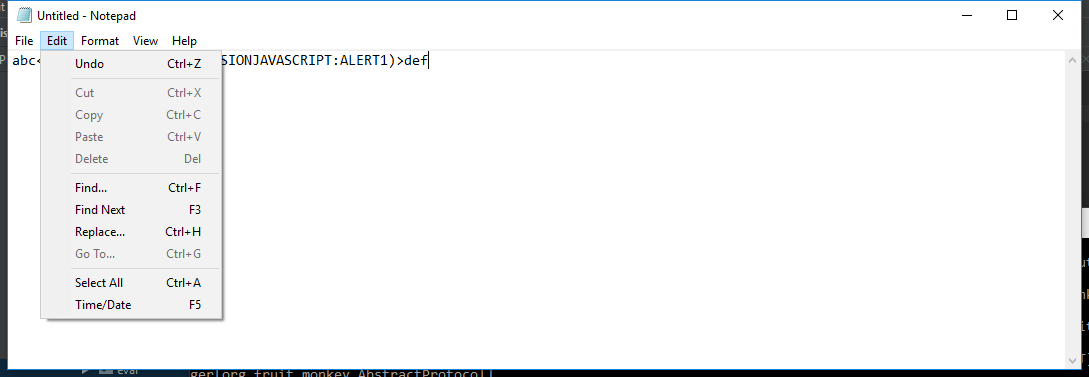 Untitled - Notepad
File Edit Format View Help
abc< SIONJAVASCRIPT:ALERT1)>def
Undo Ctrl+Z
Cut Ctrl+X
Copy Ctrl+C
Paste Ctrl+V
Delete Del
Find... Ctrl+F
Find Next F3
Replace... Ctrl+H
Go To... Ctrl+G
Select All Ctrl+A
Time/Date F5
eval
ger[org.fruit.monkey.AbstractProtocol]